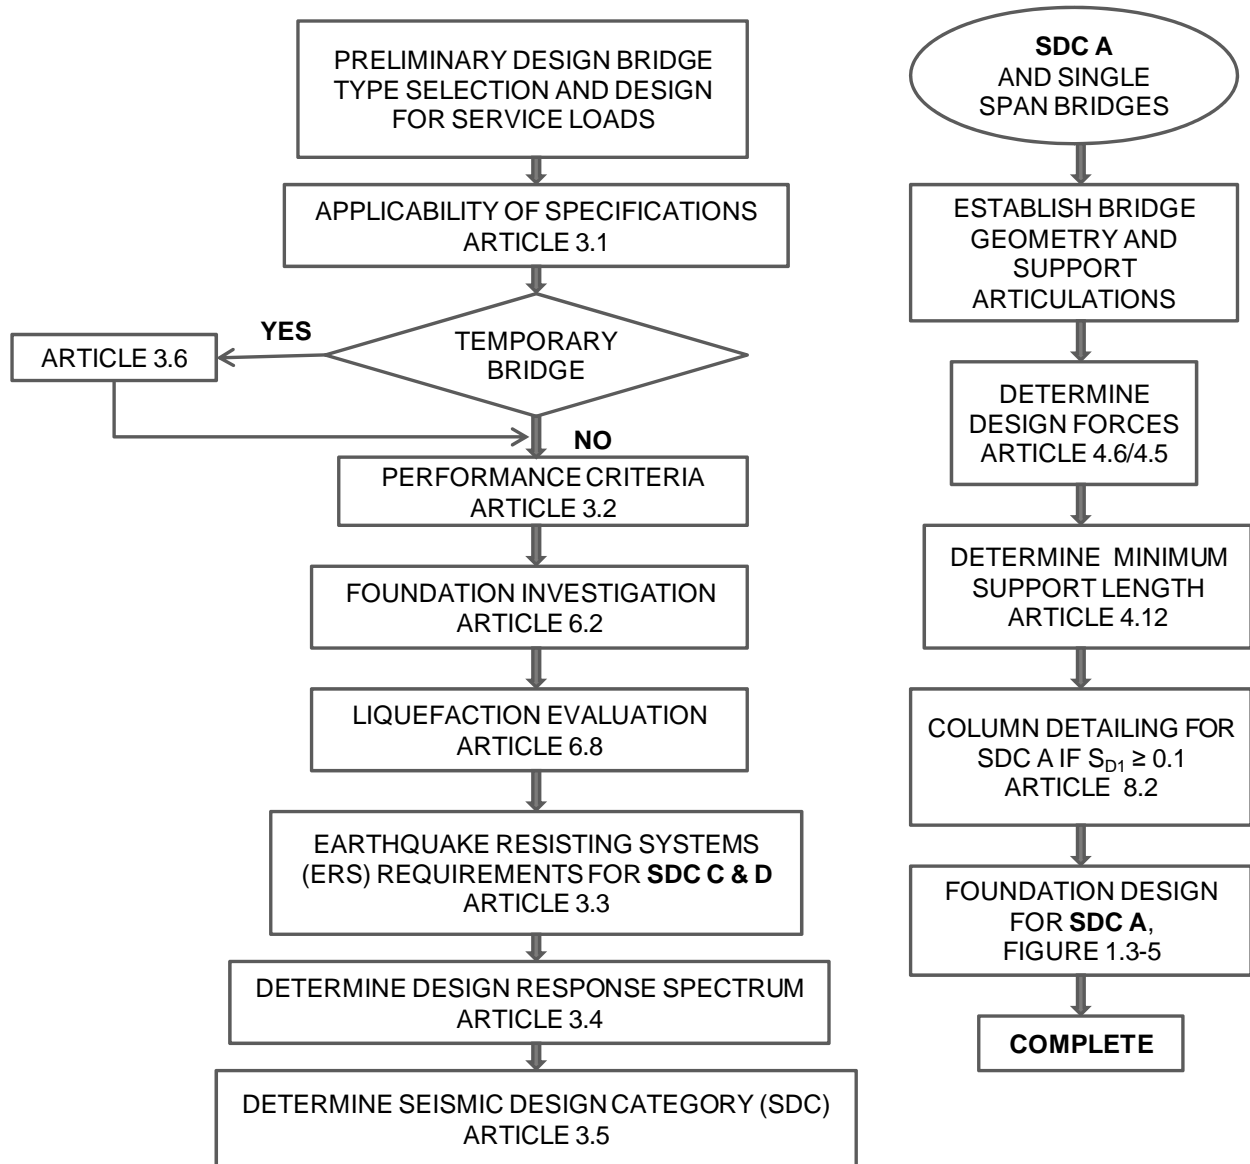 PRELIMINARY DESIGN BRIDGE
TYPE SELECTION AND DESIGN
FOR SERVICE LOADS
APPLICABILITY OF SPECIFICATIONS
ARTICLE 3.1
TEMPORARY
BRIDGE
YES
ARTICLE 3.6
NO
PERFORMANCE CRITERIA
ARTICLE 3.2
FOUNDATION INVESTIGATION
ARTICLE 6.2
LIQUEFACTION EVALUATION
ARTICLE 6.8
EARTHQUAKE RESISTING SYSTEMS
(ERS) REQUIREMENTS FOR SDC C & D
ARTICLE 3.3
DETERMINE DESIGN RESPONSE SPECTRUM
ARTICLE 3.4
DETERMINE SEISMIC DESIGN CATEGORY (SDC)
ARTICLE 3.5
SDC A
AND SINGLE
SPAN BRIDGES
ESTABLISH BRIDGE
GEOMETRY AND
SUPPORT
ARTICULATIONS
DETERMINE
DESIGN FORCES
ARTICLE 4.6/4.5
DETERMINE MINIMUM
SUPPORT LENGTH
ARTICLE 4.12
COLUMN DETAILING FOR
SDC A IF S_D1 ≥ 0.1
ARTICLE 8.2
FOUNDATION DESIGN
FOR SDC A,
FIGURE 1.3-5
COMPLETE